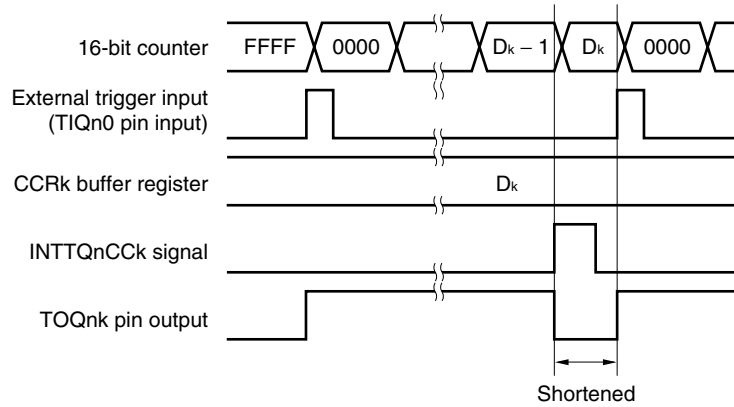 16-bit counter FFFF 0000 Dk − 1 Dk 0000
External trigger input
(TIQn0 pin input)
CCRk buffer register Dk
INTTQnCCk signal
TOQnk pin output
Shortened